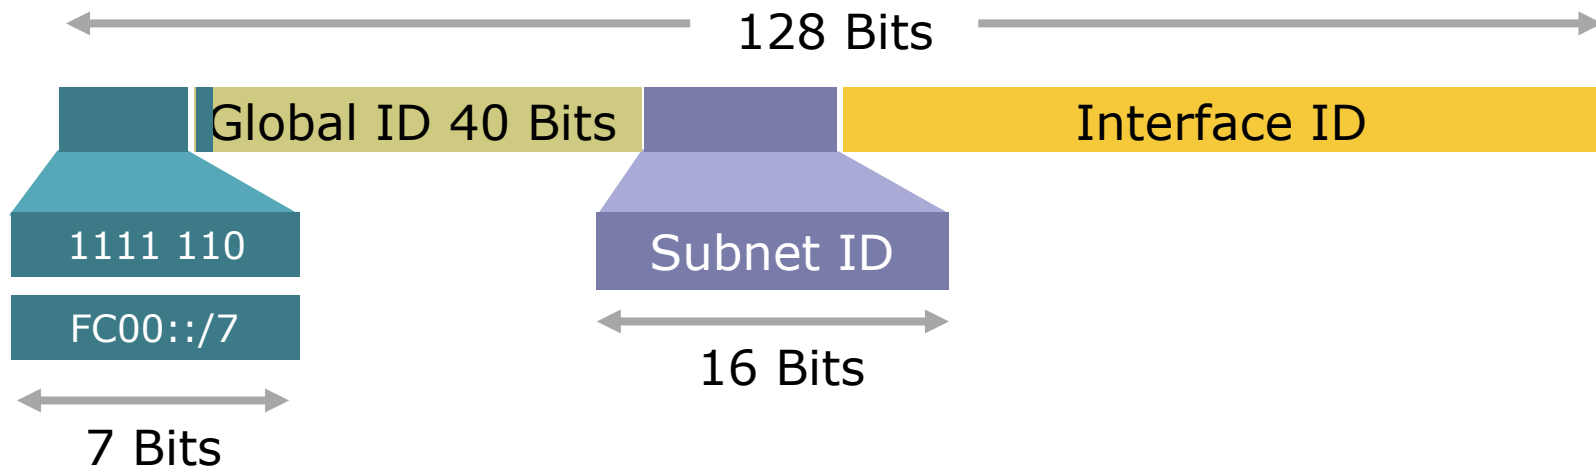 128 Bits
Global ID 40 Bits
Interface ID
1111 110
Subnet ID
FC00::/7
16 Bits
7 Bits